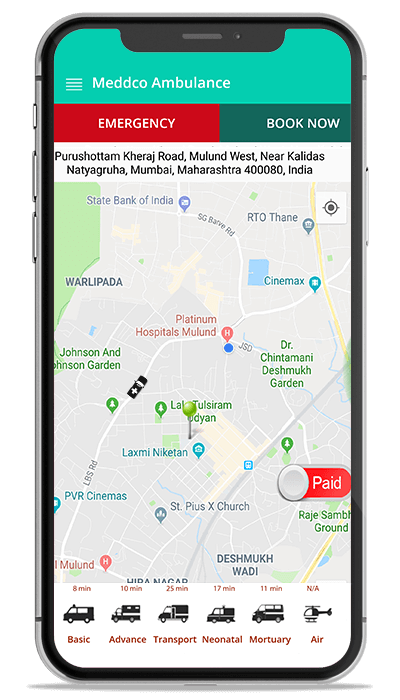 Meddco Ambulance
EMERGENCY
BOOK NOW
Purushottam Kheraj Road, Mulund West, Near Kalidas
Natyagruha, Mumbai, Maharashtra 400080, India
State Bank of India
SG Barve Rd
RTO Thane
Cinemax
WARLIPADA
Platinum
Hospitals Mulund
JSD
Dr.
Chintamani
Deshmukh
Garden
Johnson And
ohnson Garden
Lala Tulsiram
Udyan
Laxmi Niketan
LBS Rd
Paid
PVR Cinemas
St. Pius X Church
Raje Sambh
Ground
l Mulund
DESHMUKH
WADI
HIRA NAGAR
8 min
10 min
25 min
17 min
11 min
N/A
Basic
Advance
Transport
Neonatal
Mortuary
Air